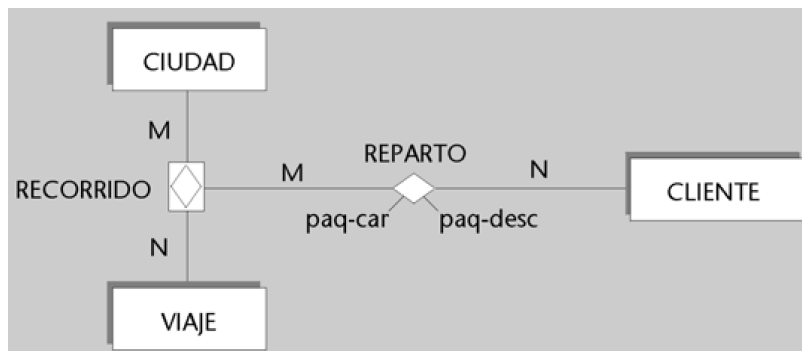 CIUDAD
M
REPARTO
M
N
RECORRIDO
CLIENTE
paq-car
paq-desc
N
VIAJE